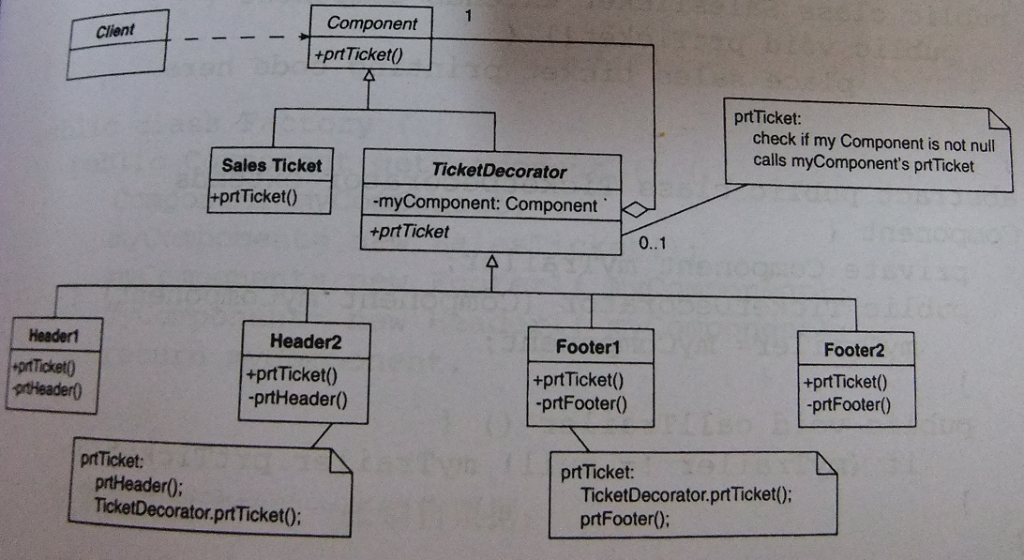 Client
Component
+prtTicket()
1
Sales Ticket
+prtTicket()
TicketDecorator
-myComponent: Component
+prtTicket
0..1
prtTicket:
check if my Component is not null
calls myComponent's prtTicket
Header1
+prtTicket()
-prtHeader()
Header2
+prtTicket()
-prtHeader()
Footer1
+prtTicket()
-prtFooter()
Footer2
+prtTicket()
-prtFooter()
prtTicket:
prtHeader();
TicketDecorator.prtTicket();
prtTicket:
TicketDecorator.prtTicket();
prtFooter();